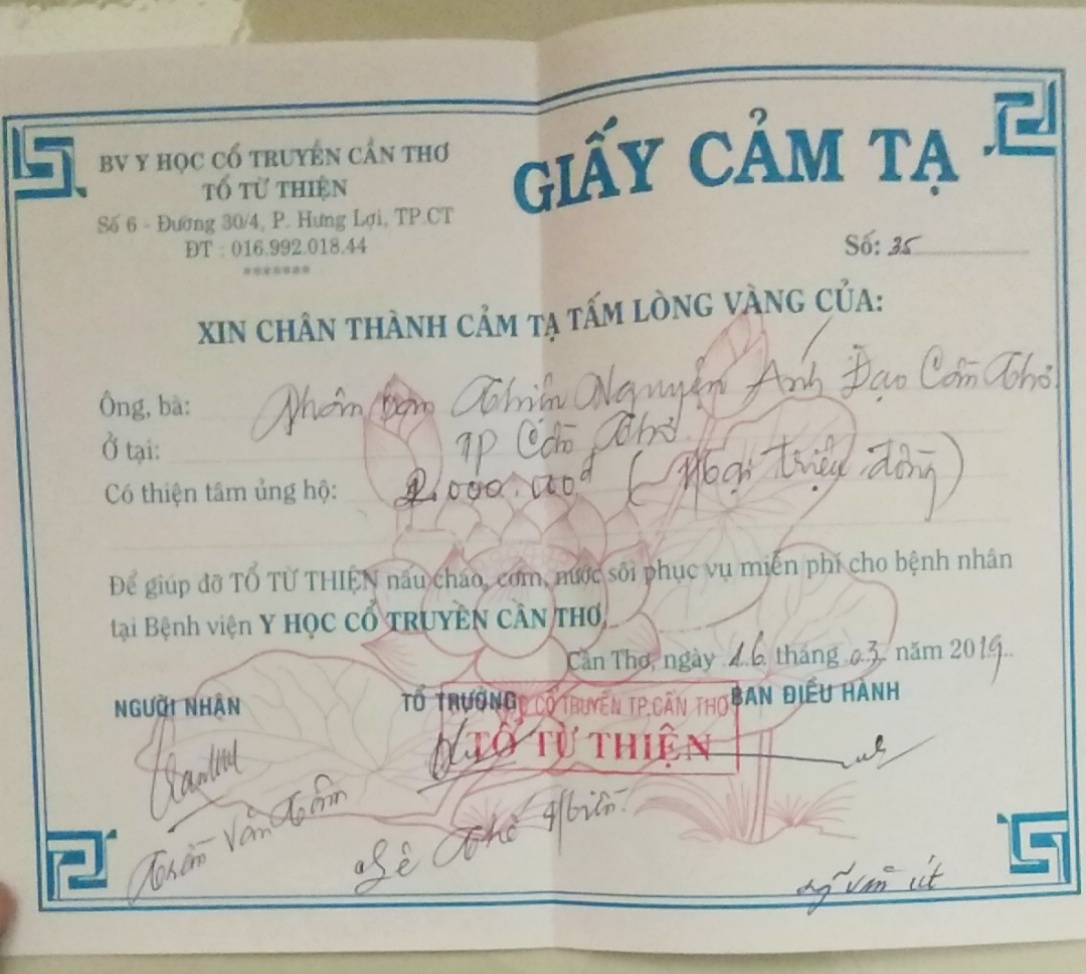 BV Y HỌC CỔ TRUYỀN CẦN THƠ
TỔ TỪ THIỆN
Số 6 - Đường 30/4, P. Hưng Lợi, TP.CT
ĐT : 016.992.018.44
*******
GIẤY CẢM TẠ
Số: 35
XIN CHÂN THÀNH CẢM TẠ TẤM LÒNG VÀNG CỦA:
Ông, bà: Nhóm bạn Thiện Nguyện Anh Đạo Cần Thơ
Ở tại: TP Cần Thơ
Có thiện tâm ủng hộ: 2.000.000đ ( Hai triệu đồng)
Để giúp đỡ TỔ TỪ THIỆN nấu cháo, cơm, nước sôi phục vụ miễn phí cho bệnh nhân
tại Bệnh viện Y HỌC CỔ TRUYỀN CẦN THƠ
Cần Thơ, ngày 16 tháng 03 năm 2019
NGƯỜI NHẬN TỔ TRƯỞNG BAN ĐIỀU HÀNH
CỔ TRUYỀN TP.CẦN THƠ
TỔ TỪ THIỆN
Trần Văn Tâm
Lê Thế Hiển
Văn Út